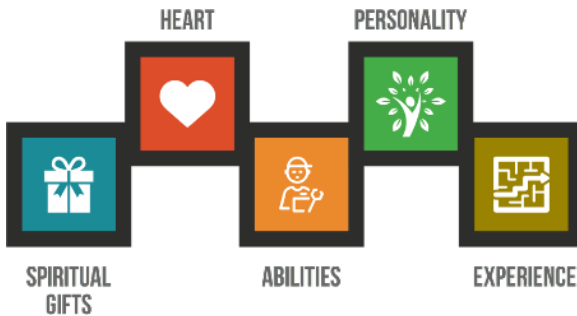 HEART
PERSONALITY
SPIRITUAL
GIFTS
ABILITIES
EXPERIENCE